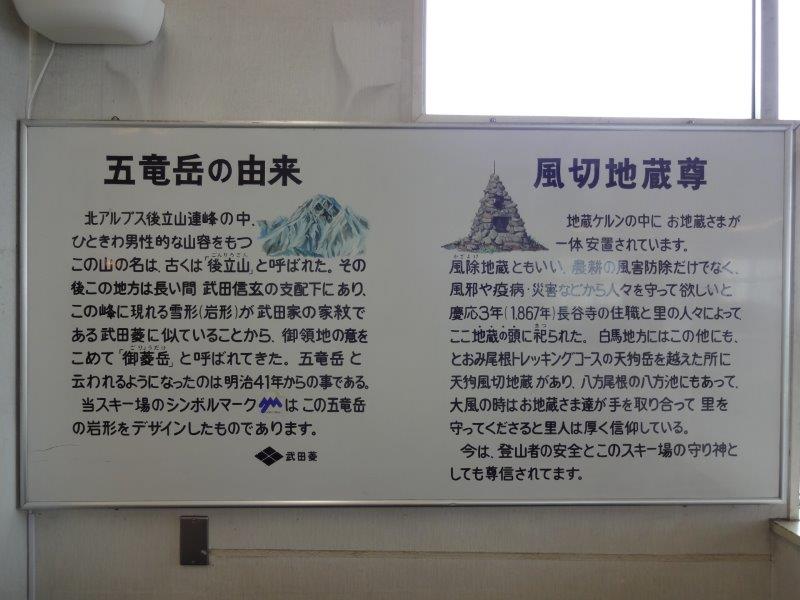 五竜岳の由来
北アルプス後立山連峰の中、
ひときわ男性的な山容をもつ
この山の名は、古くは「後立山」と呼ばれた。その
後この地方は長い間 武田信玄の支配下にあり、
この峰に現れる雪形(岩形)が武田家の家紋で
ある武田菱に似ていることから、御領地の意を
こめて「御菱岳」と呼ばれてきた。五竜岳と
云われるようになったのは明治41年からの事である。
当スキー場のシンボルマーク は この五竜岳
の岩形をデザインしたものであります。
武田菱
風切地蔵尊
地蔵ケルンの中に お地蔵さまが
一体 安置されています。
風除地蔵ともいい、農耕の風害防除だけでなく、
風邪や疫病・災害などから人々を守って欲しいと
慶応3年(1,867年)長谷寺の住職と里の人々によって
ここ地蔵の頭に祀られた。白馬地方にはこの他にも、
とおみ尾根トレッキングコースの天狗岳を越えた所に
天狗風切地蔵があり、八方尾根の八方池にもあって、
大風の時はお地蔵さま達が手を取り合って 里を
守ってくださると里人は厚く信仰している。
今は、登山者の安全とこのスキー場の守り神と
しても尊信されてます。